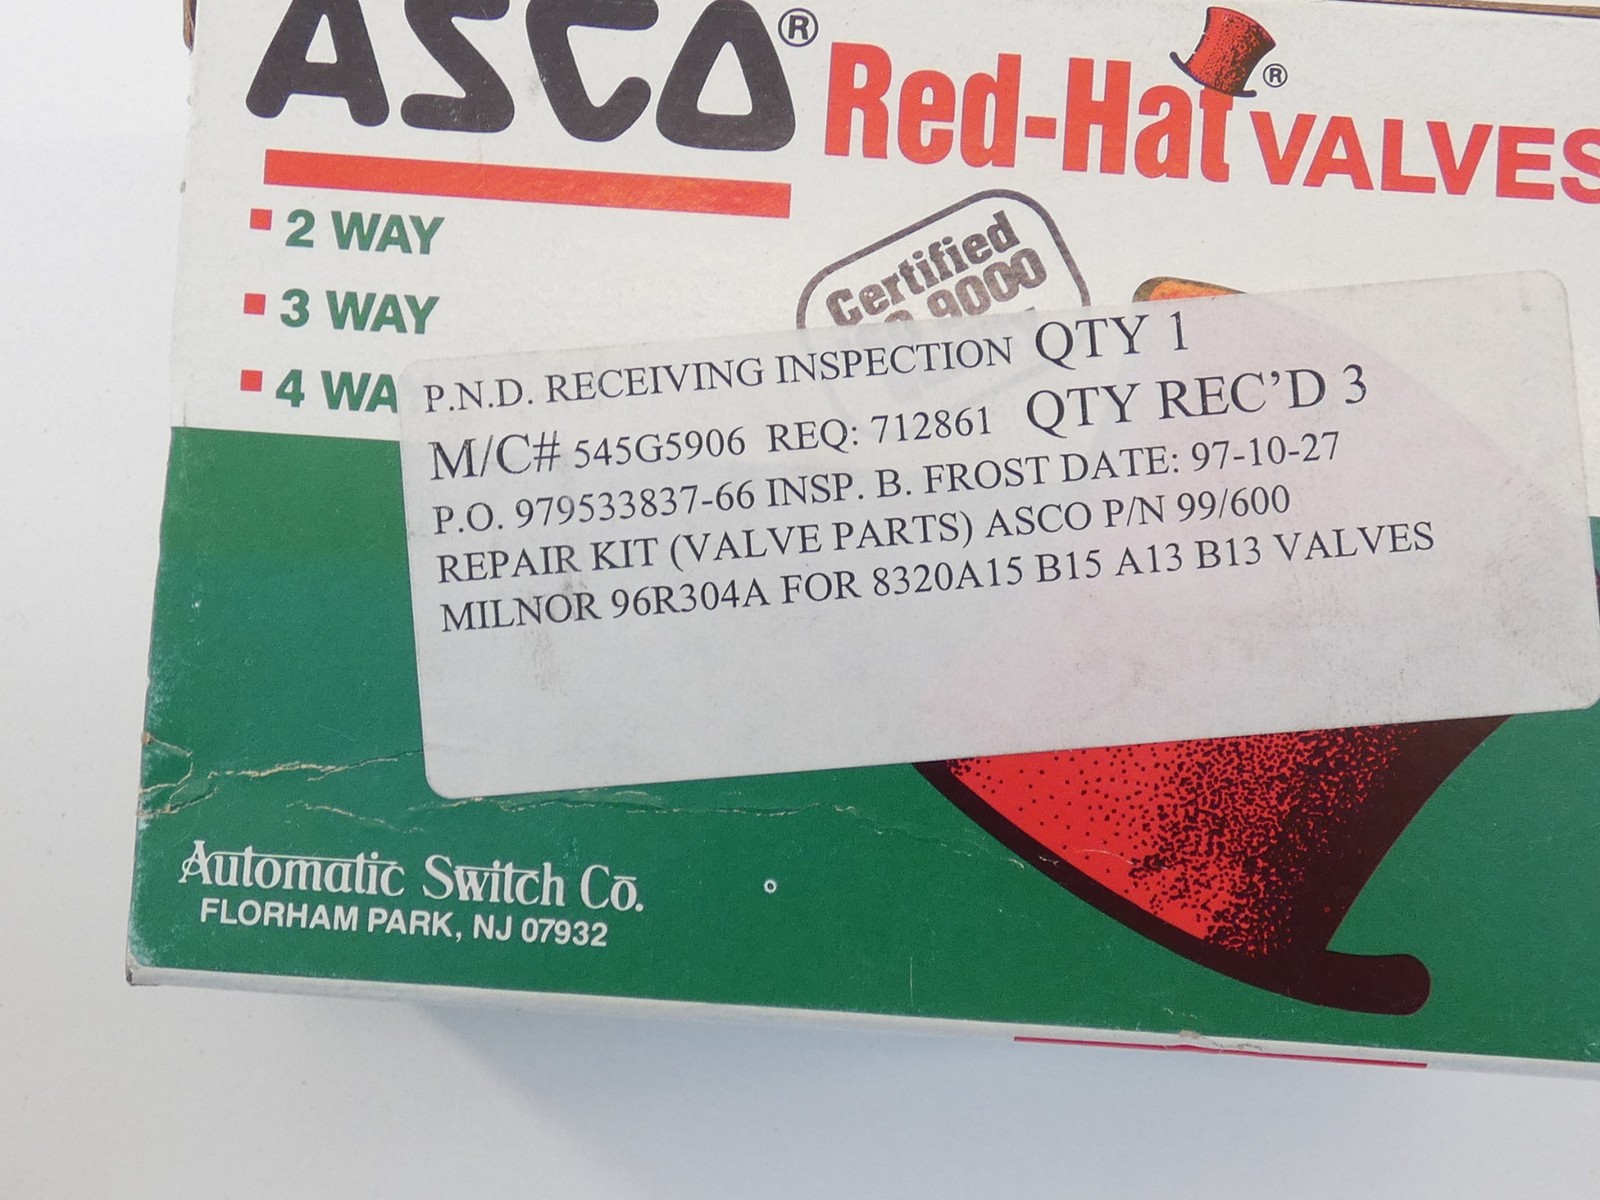 ASCO® Red-Hat® VALVES
2 WAY
3 WAY
4 WA
Certified
9000
P.N.D. RECEIVING INSPECTION QTY 1
M/C# 545G5906 REQ: 712861 QTY REC'D 3
P.O. 979533837-66 INSP. B. FROST DATE: 97-10-27
REPAIR KIT (VALVE PARTS) ASCO P/N 99/600
MILNOR 96R304A FOR 8320A15 B15 A13 B13 VALVES
Automatic Switch Co.
FLORHAM PARK, NJ 07932